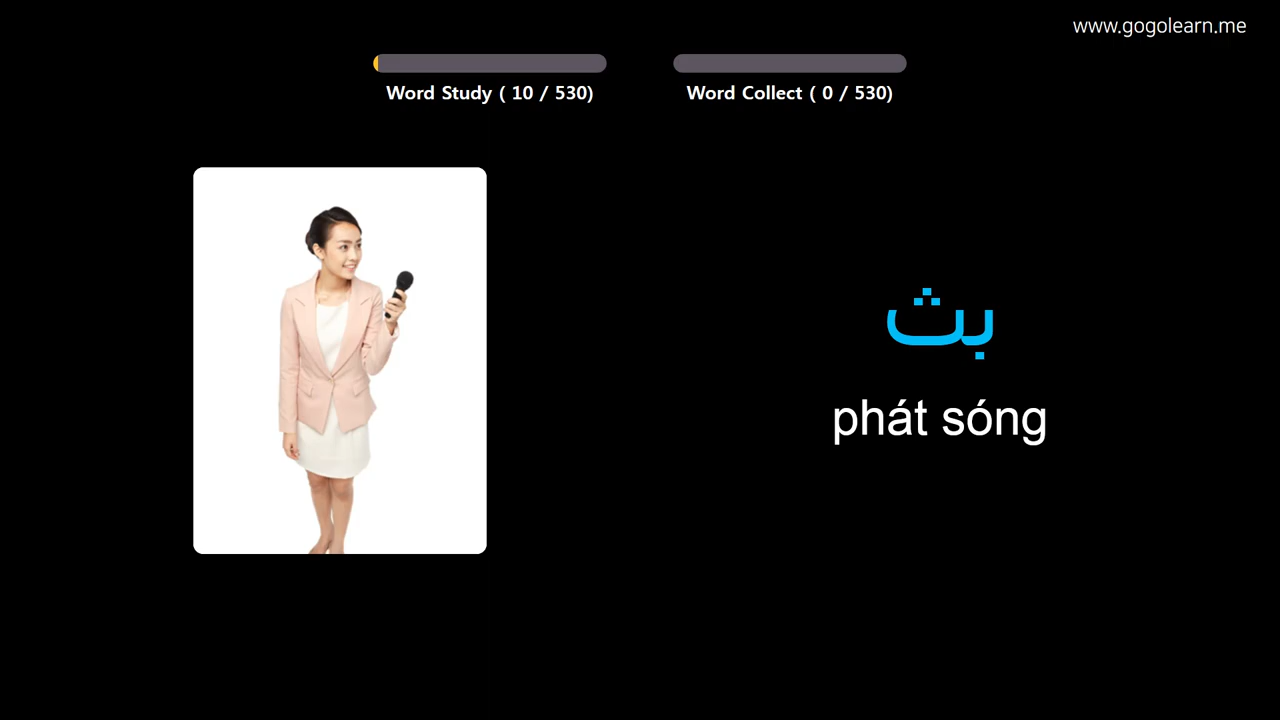 www.gogolearn.me
Word Study ( 10 / 530)
Word Collect ( 0 / 530)
بث
phát sóng